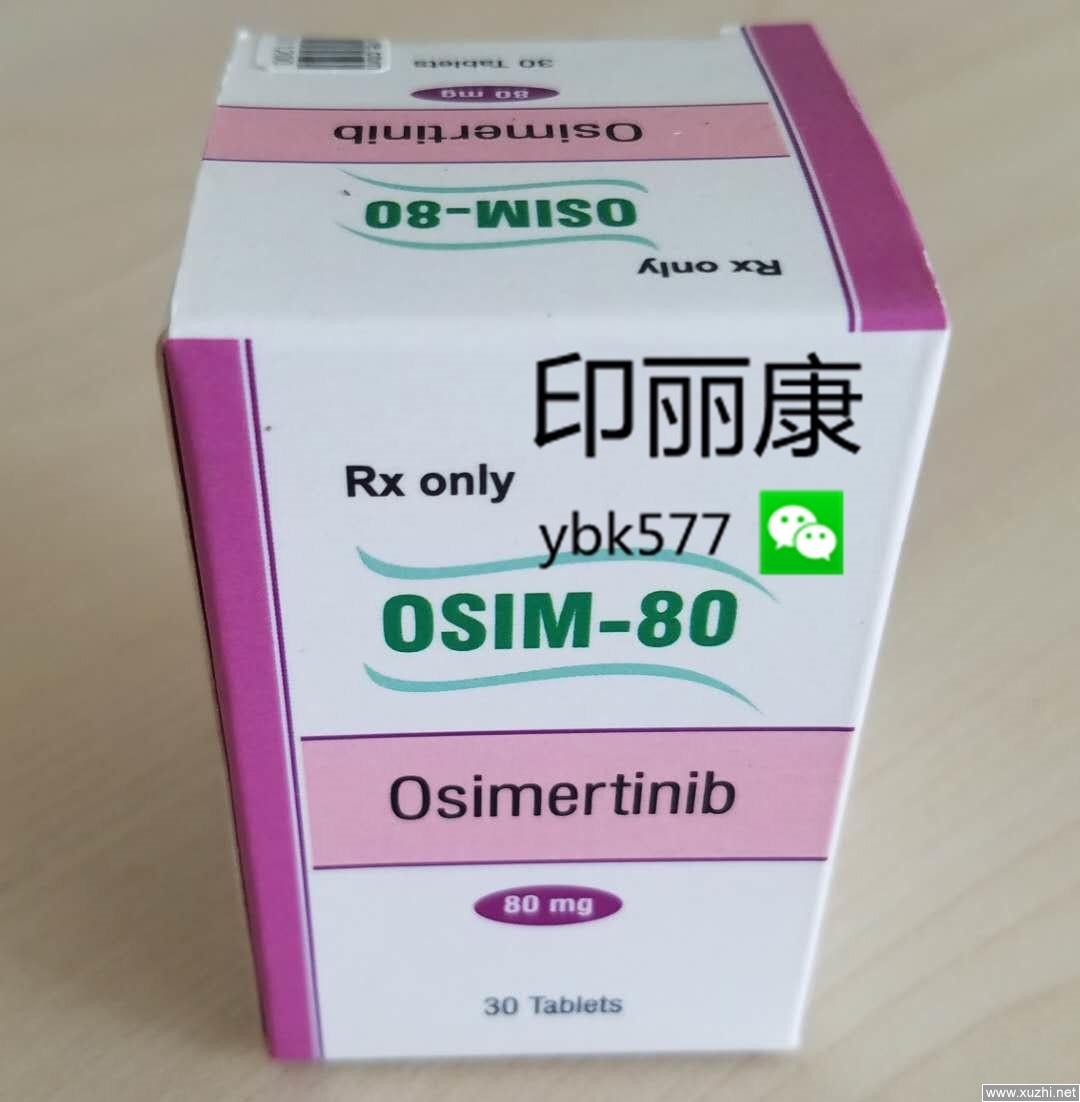 30 Tablets
80 mg
Osimertinib
OSIM-80
Rx only
印丽康
Rx only
ybk577
OSIM-80
Osimertinib
80 mg
30 Tablets
www.xuzhi.net